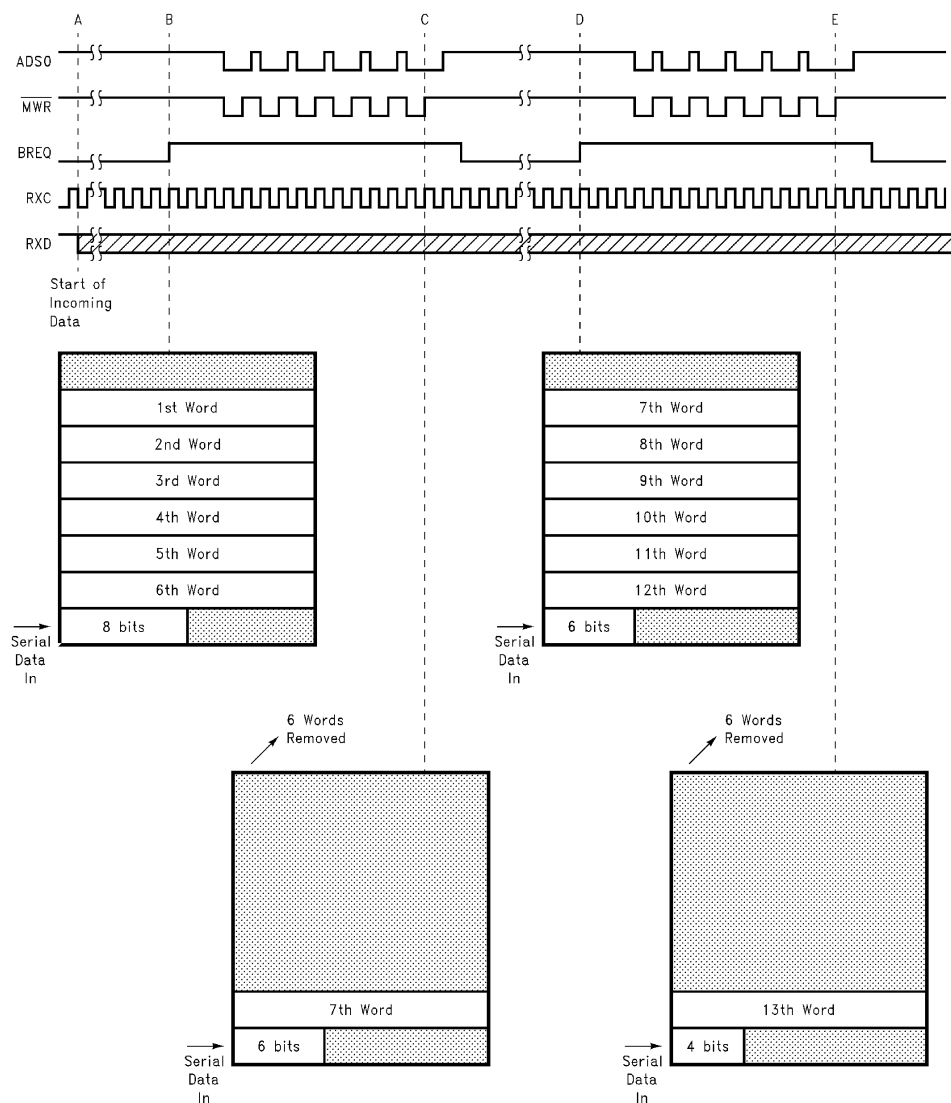 A B C D E
ADS0
MWR
BREQ
RXC
RXD
Start of
Incoming
Data
1st Word
2nd Word
3rd Word
4th Word
5th Word
6th Word
8 bits
Serial
Data
In
7th Word
8th Word
9th Word
10th Word
11th Word
12th Word
6 bits
Serial
Data
In
6 Words
Removed
7th Word
6 bits
Serial
Data
In
6 Words
Removed
13th Word
4 bits
Serial
Data
In